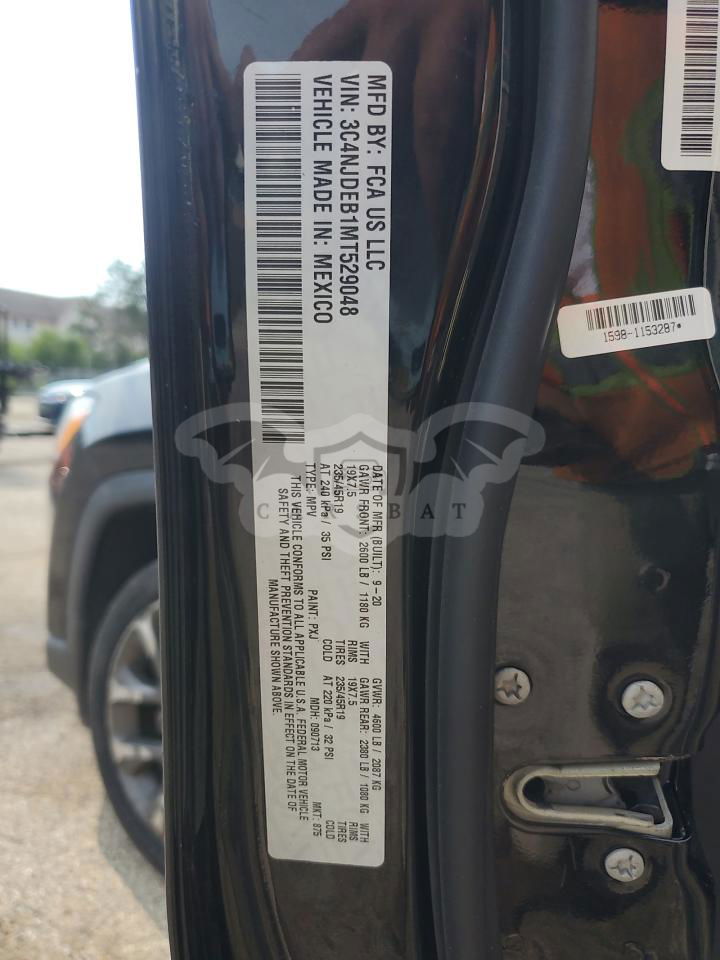 MFD BY: FCA US LLC
VIN: 3C4NJDEB1MT529048
VEHICLE MADE IN: MEXICO
DATE OF MFR (BUILT): 9-20 GVWR: 4600 LB / 2087 KG
GAWR FRONT: 2600 LB / 1180 KG WITH GAWR REAR: 2380 LB / 1080 KG WITH
19X7.5 RIMS 19X7.5 RIMS
235/45R19 TIRES 235/45R19 TIRES
AT 240 kPa / 35 PSI COLD AT 220 kPa / 32 PSI COLD
TYPE: MPV PAINT: PXJ MDH: 090713 MKT: 875
THIS VEHICLE CONFORMS TO ALL APPLICABLE U.S.A. FEDERAL MOTOR VEHICLE
SAFETY AND THEFT PREVENTION STANDARDS IN EFFECT ON THE DATE OF
MANUFACTURE SHOWN ABOVE.
1598-1153287*
BAT